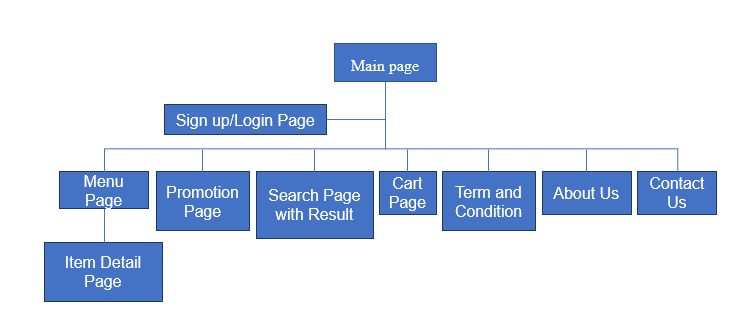 Main page
Sign up/Login Page
Menu
Page
Promotion
Page
Search Page
with Result
Cart
Page
Term and
Condition
About Us
Contact
Us
Item Detail
Page